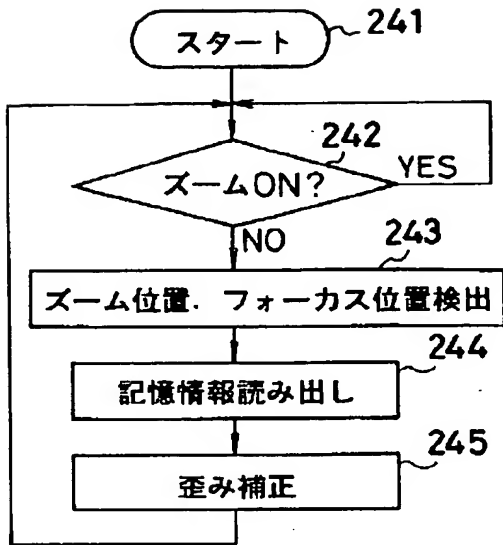 スタート
241
242
ズームON?
YES
NO
243
ズーム位置.フォーカス位置検出
244
記憶情報読み出し
245
歪み補正